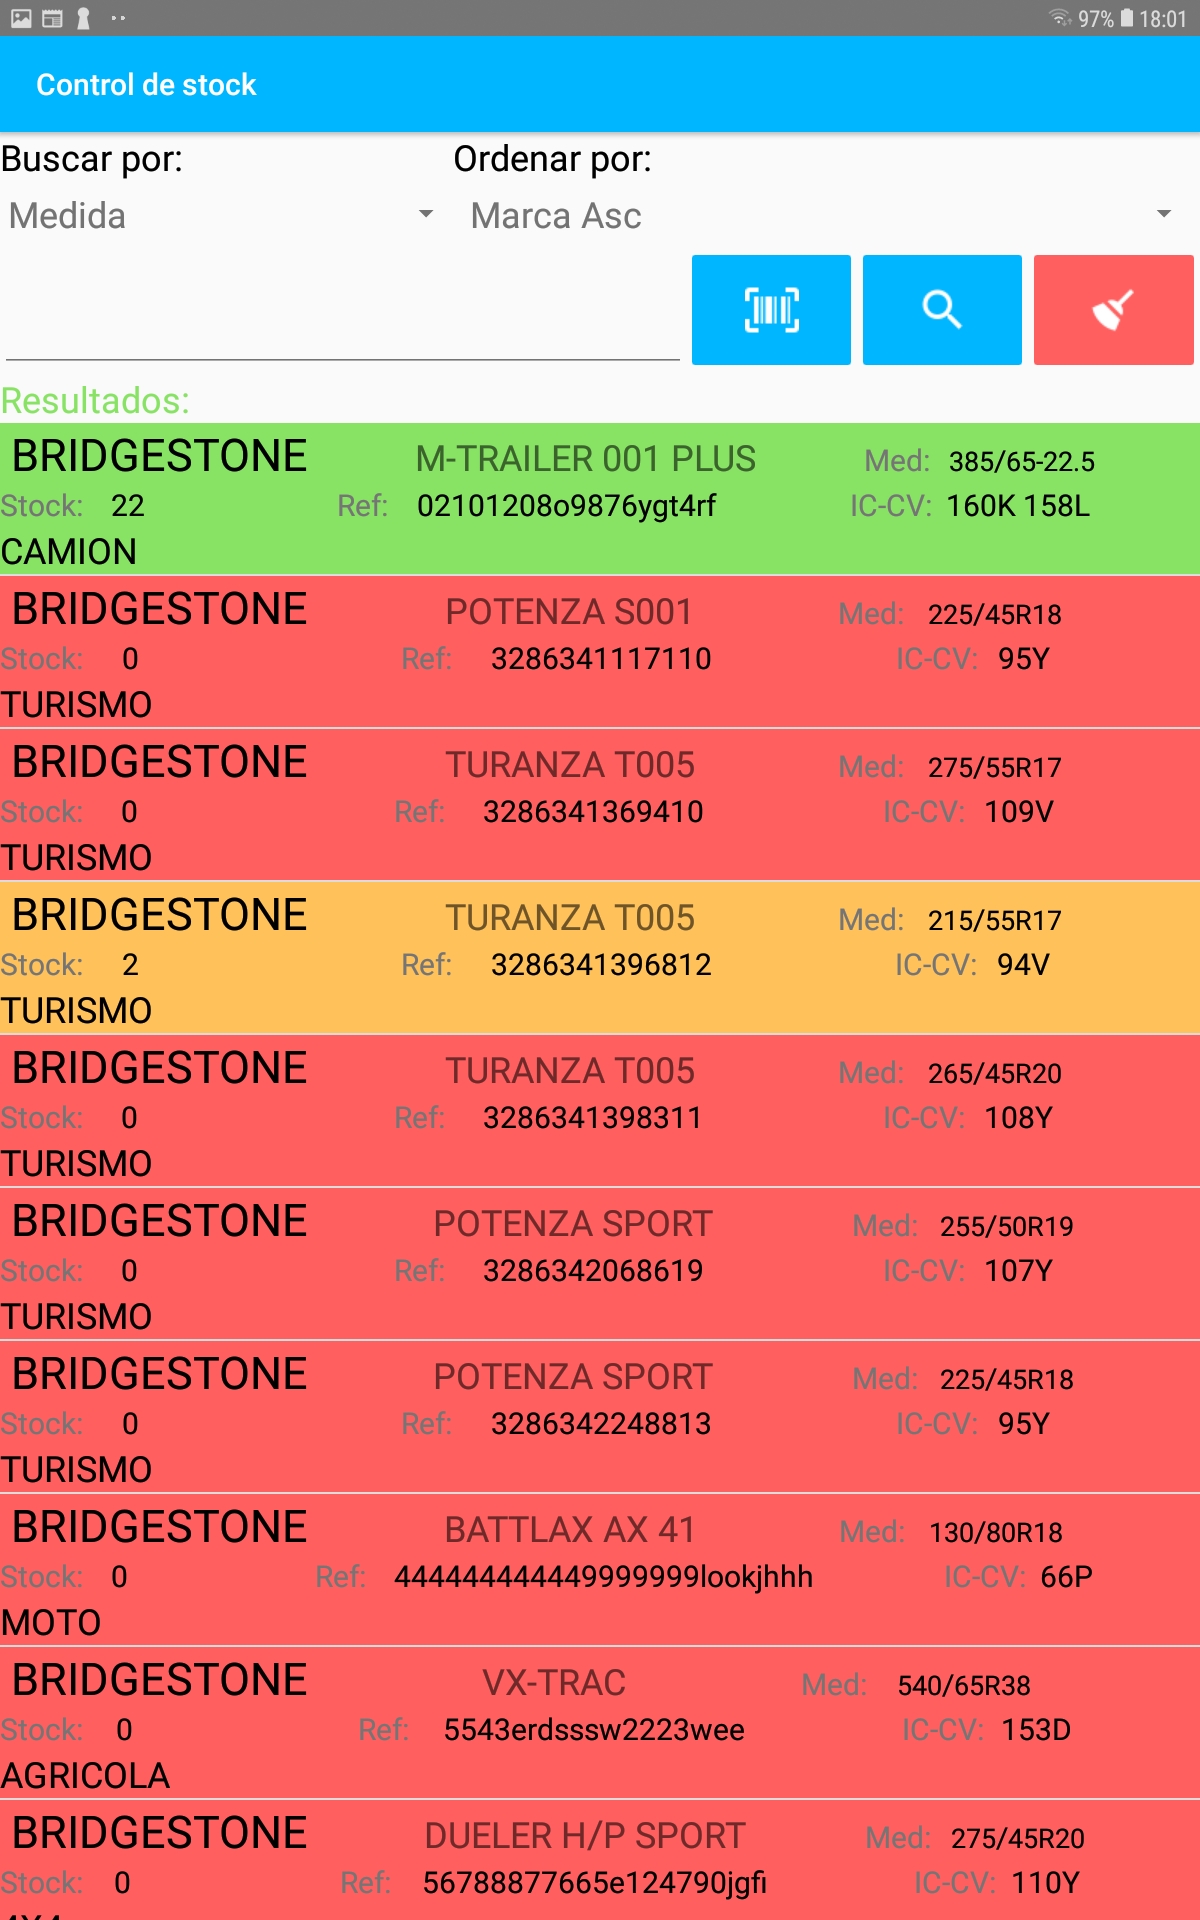 97% 18:01
Control de stock
Buscar por: Ordenar por:
Medida Marca Asc
Resultados:
BRIDGESTONE M-TRAILER 001 PLUS Med: 385/65-22.5
Stock: 22 Ref: 02101208o9876ygt4rf IC-CV: 160K 158L
CAMION
BRIDGESTONE POTENZA S001 Med: 225/45R18
Stock: 0 Ref: 3286341117110 IC-CV: 95Y
TURISMO
BRIDGESTONE TURANZA T005 Med: 275/55R17
Stock: 0 Ref: 3286341369410 IC-CV: 109V
TURISMO
BRIDGESTONE TURANZA T005 Med: 215/55R17
Stock: 2 Ref: 3286341396812 IC-CV: 94V
TURISMO
BRIDGESTONE TURANZA T005 Med: 265/45R20
Stock: 0 Ref: 3286341398311 IC-CV: 108Y
TURISMO
BRIDGESTONE POTENZA SPORT Med: 255/50R19
Stock: 0 Ref: 3286342068619 IC-CV: 107Y
TURISMO
BRIDGESTONE POTENZA SPORT Med: 225/45R18
Stock: 0 Ref: 3286342248813 IC-CV: 95Y
TURISMO
BRIDGESTONE BATTLAX AX 41 Med: 130/80R18
Stock: 0 Ref: 444444444449999999lookjhhh IC-CV: 66P
MOTO
BRIDGESTONE VX-TRAC Med: 540/65R38
Stock: 0 Ref: 5543erdsssw2223wee IC-CV: 153D
AGRICOLA
BRIDGESTONE DUELER H/P SPORT Med: 275/45R20
Stock: 0 Ref: 56788877665e124790jgfi IC-CV: 110Y